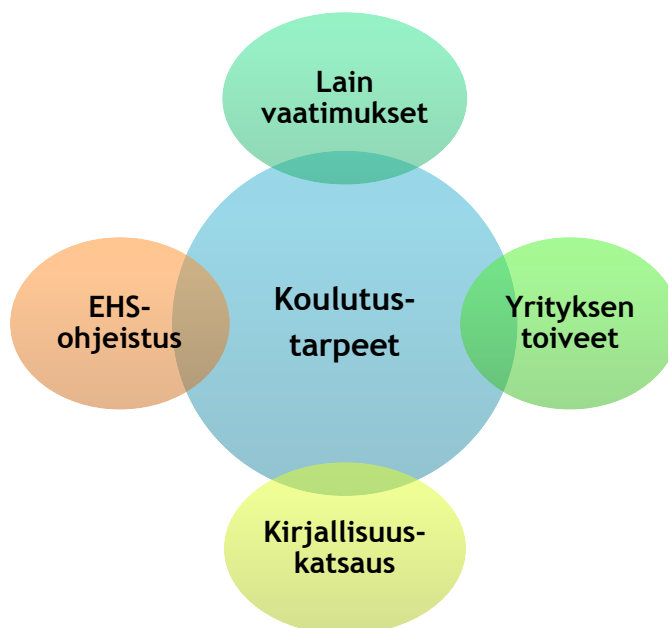 Lain
vaatimukset
EHS-
ohjeistus
Koulutus-
tarpeet
Yrityksen
toiveet
Kirjallisuus-
katsaus